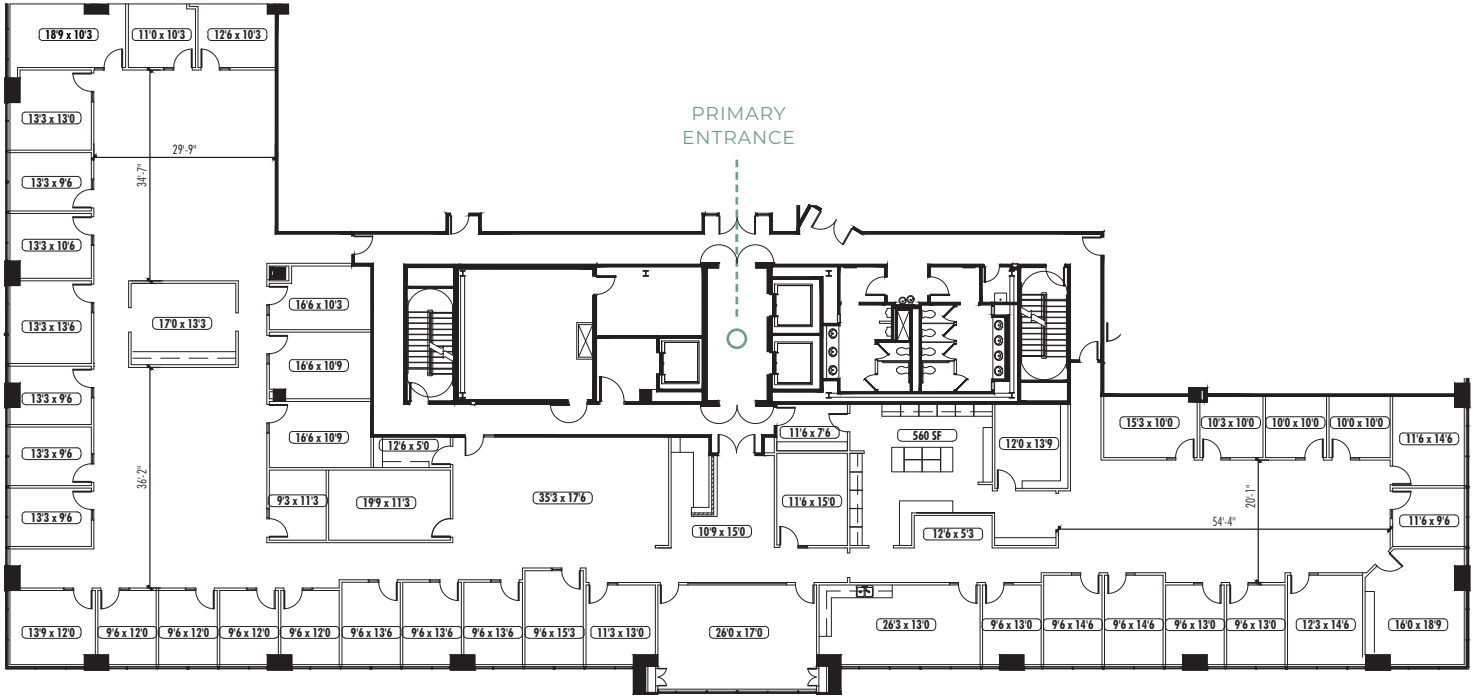 18'9 x 10'3
11'0 x 10'3
12'6 x 10'3
PRIMARY
ENTRANCE
13'3 x 13'0
29'-9"
34'-7"
13'3 x 9'6
13'3 x 10'6
16'6 x 10'3
17'0 x 13'3
13'3 x 13'6
16'6 x 10'9
13'3 x 9'6
16'6 x 10'9
12'6 x 5'0
11'6 x 7'6
560 SF
12'0 x 13'9
15'3 x 10'0
10'3 x 10'0
10'0 x 10'0
10'0 x 10'0
11'6 x 14'6
13'3 x 9'6
36'-2"
9'3 x 11'3
19'9 x 11'3
35'3 x 17'6
11'6 x 15'0
20'-1"
13'3 x 9'6
10'9 x 15'0
12'6 x 5'3
54'-4"
11'6 x 9'6
13'9 x 12'0
9'6 x 12'0
9'6 x 12'0
9'6 x 12'0
9'6 x 12'0
9'6 x 13'6
9'6 x 13'6
9'6 x 13'6
9'6 x 15'3
11'3 x 13'0
26'0 x 17'0
26'3 x 13'0
9'6 x 13'0
9'6 x 14'6
9'6 x 14'6
9'6 x 13'0
9'6 x 13'0
12'3 x 14'6
16'0 x 18'9